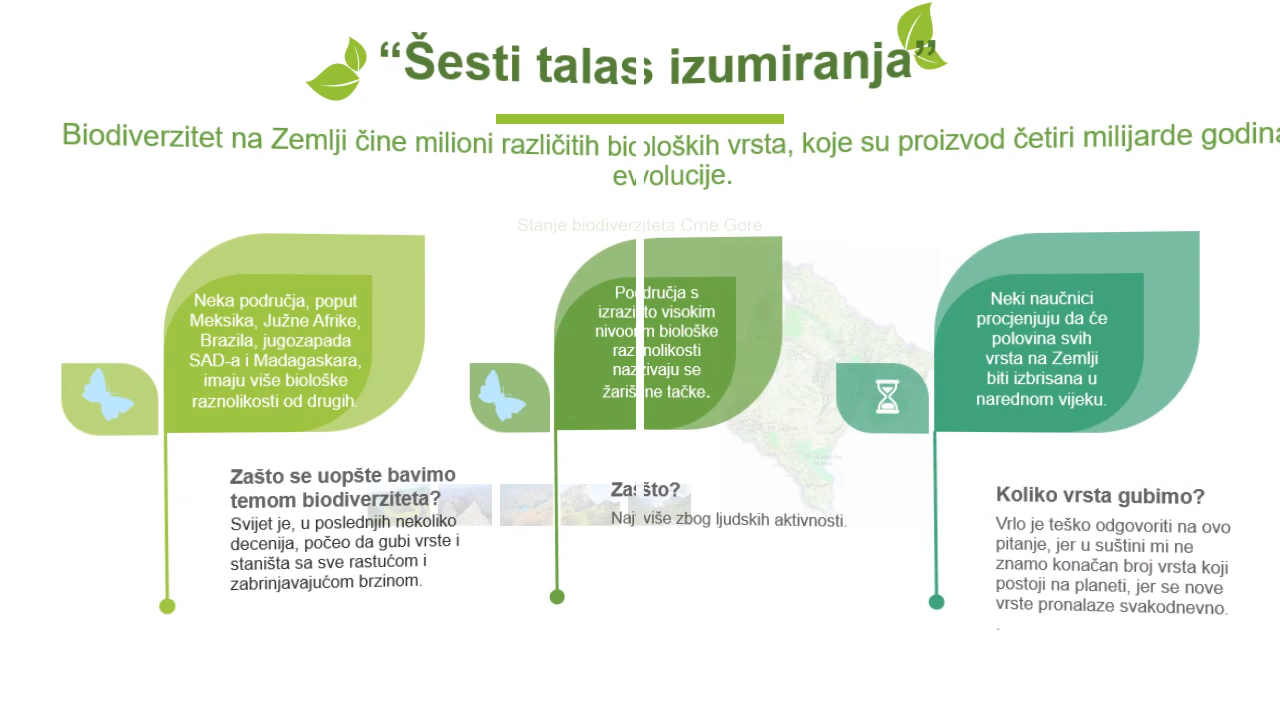 “Šesti talas izumiranja”
Biodiverzitet na Zemlji čine milioni različitih bioloških vrsta, koje su proizvod četiri milijarde godina
evolucije.
Stanje biodiverziteta Crne Gore
Neka područja, poput
Meksika, Južne Afrike,
Brazila, jugozapada
SAD-a i Madagaskara,
imaju više biološke
raznolikosti od drugih.
Područja s
izrazito visokim
nivoom biološke
raznolikosti
nazivaju se
žarišne tačke.
Neki naučnici
procjenjuju da će
polovina svih
vrsta na Zemlji
biti izbrisana u
narednom vijeku.
Zašto se uopšte bavimo
temom biodiverziteta?
Svijet je, u poslednjih nekoliko
decenija, počeo da gubi vrste i
staništa sa sve rastućom i
zabrinjavajućom brzinom.
Zašto?
Najviše zbog ljudskih aktivnosti.
Koliko vrsta gubimo?
Vrlo je teško odgovoriti na ovo
pitanje, jer u suštini mi ne
znamo konačan broj vrsta koji
postoji na planeti, jer se nove
vrste pronalaze svakodnevno.
.